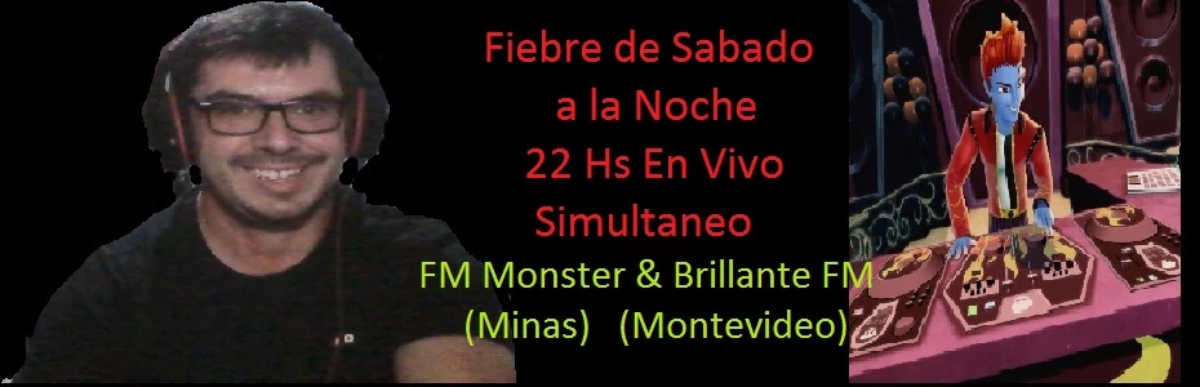 Fiebre de Sabado
a la Noche
22 Hs En Vivo
Simultaneo
FM Monster & Brillante FM
(Minas) (Montevideo)